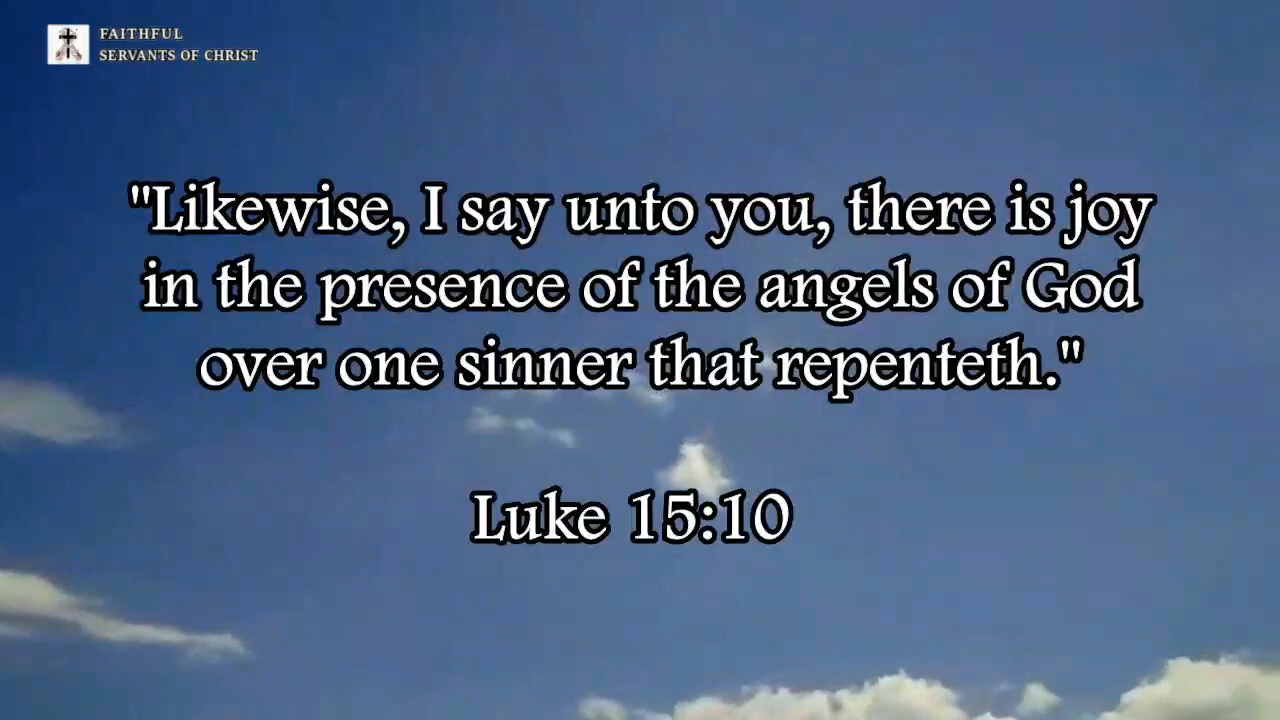 FAITHFUL
SERVANTS OF CHRIST
"Likewise, I say unto you, there is joy
in the presence of the angels of God
over one sinner that repenteth."
Luke 15:10